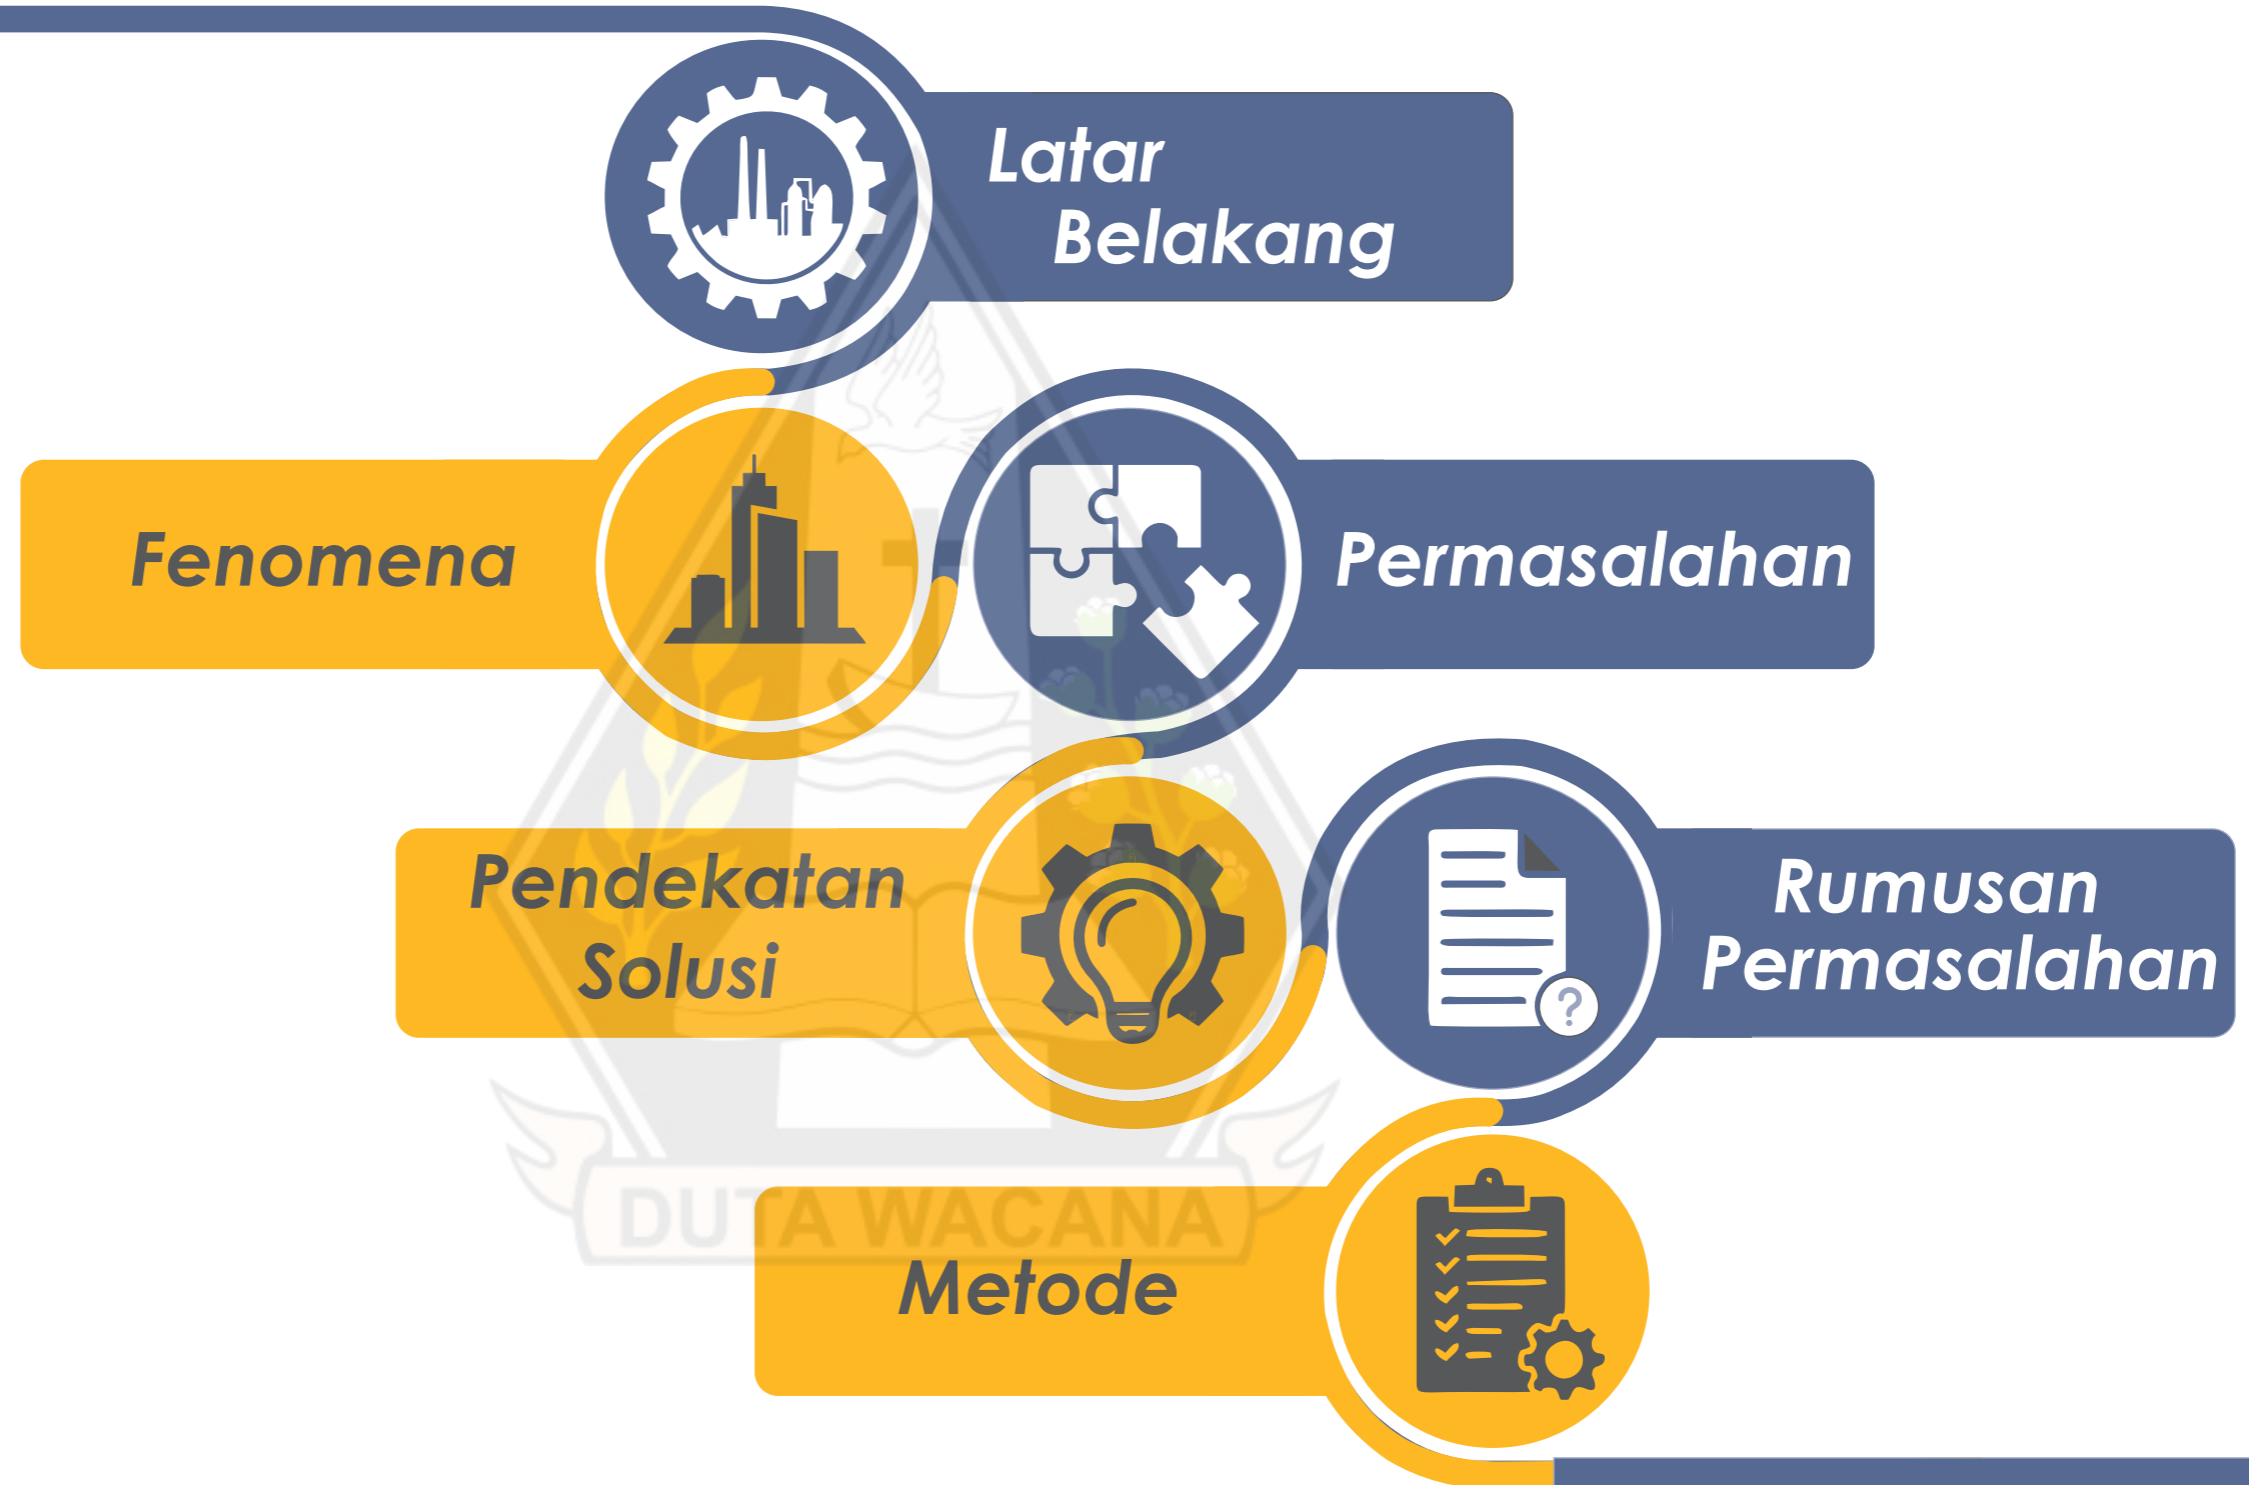 Latar
Belakang
Fenomena
Permasalahan
Pendekatan
Solusi
Rumusan
Permasalahan
?
DUTA WACANA
Metode